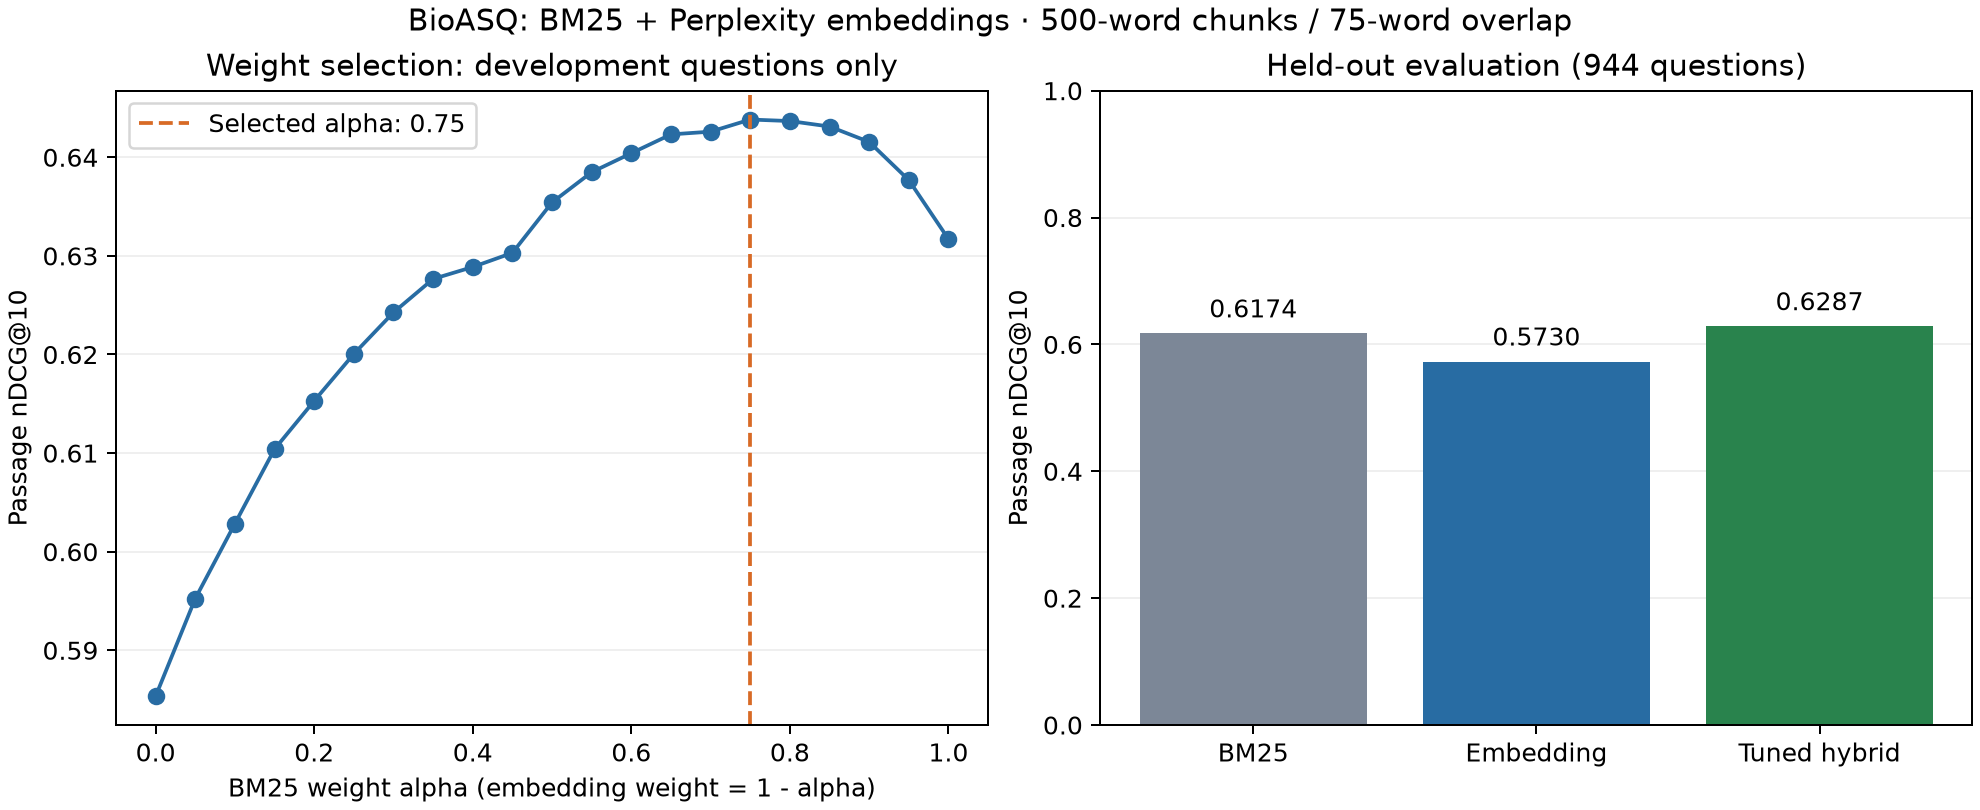 BioASQ: BM25 + Perplexity embeddings · 500-word chunks / 75-word overlap
Weight selection: development questions only
Selected alpha: 0.75
Passage nDCG@10
0.64
0.63
0.62
0.61
0.60
0.59
0.0 0.2 0.4 0.6 0.8 1.0
BM25 weight alpha (embedding weight = 1 - alpha)
Held-out evaluation (944 questions)
Passage nDCG@10
1.0
0.8
0.6
0.4
0.2
0.0
0.6174 0.5730 0.6287
BM25 Embedding Tuned hybrid